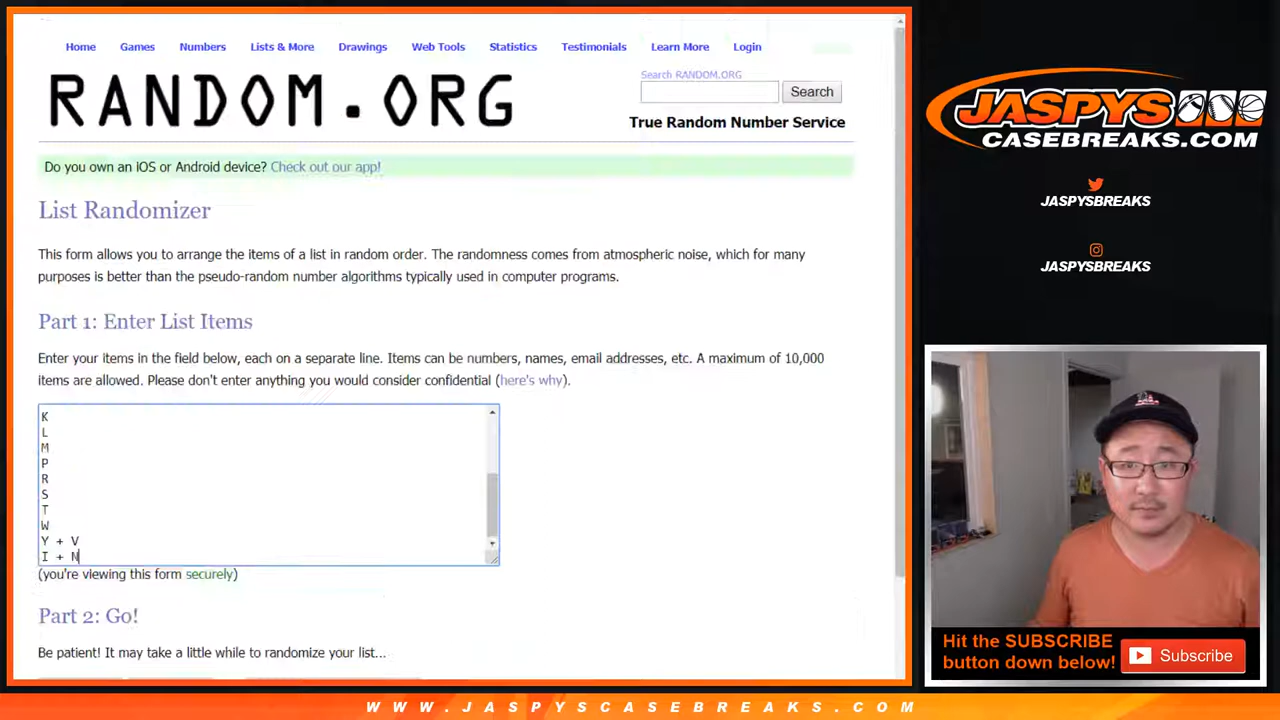 Home Games Numbers Lists & More Drawings Web Tools Statistics Testimonials Learn More Login
RANDOM.ORG
Search RANDOM.ORG
Search
True Random Number Service
Do you own an iOS or Android device? Check out our app!
List Randomizer
This form allows you to arrange the items of a list in random order. The randomness comes from atmospheric noise, which for many
purposes is better than the pseudo-random number algorithms typically used in computer programs.
Part 1: Enter List Items
Enter your items in the field below, each on a separate line. Items can be numbers, names, email addresses, etc. A maximum of 10,000
items are allowed. Please don't enter anything you would consider confidential (here's why).
K
L
M
P
R
S
T
W
Y + V
I + N
(you're viewing this form securely)
Part 2: Go!
Be patient! It may take a little while to randomize your list...
JASPYS
CASEBREAKS.COM
JASPYSBREAKS
JASPYSBREAKS
Hit the SUBSCRIBE
button down below!
Subscribe
WWW.JASPYSCASEBREAKS.COM